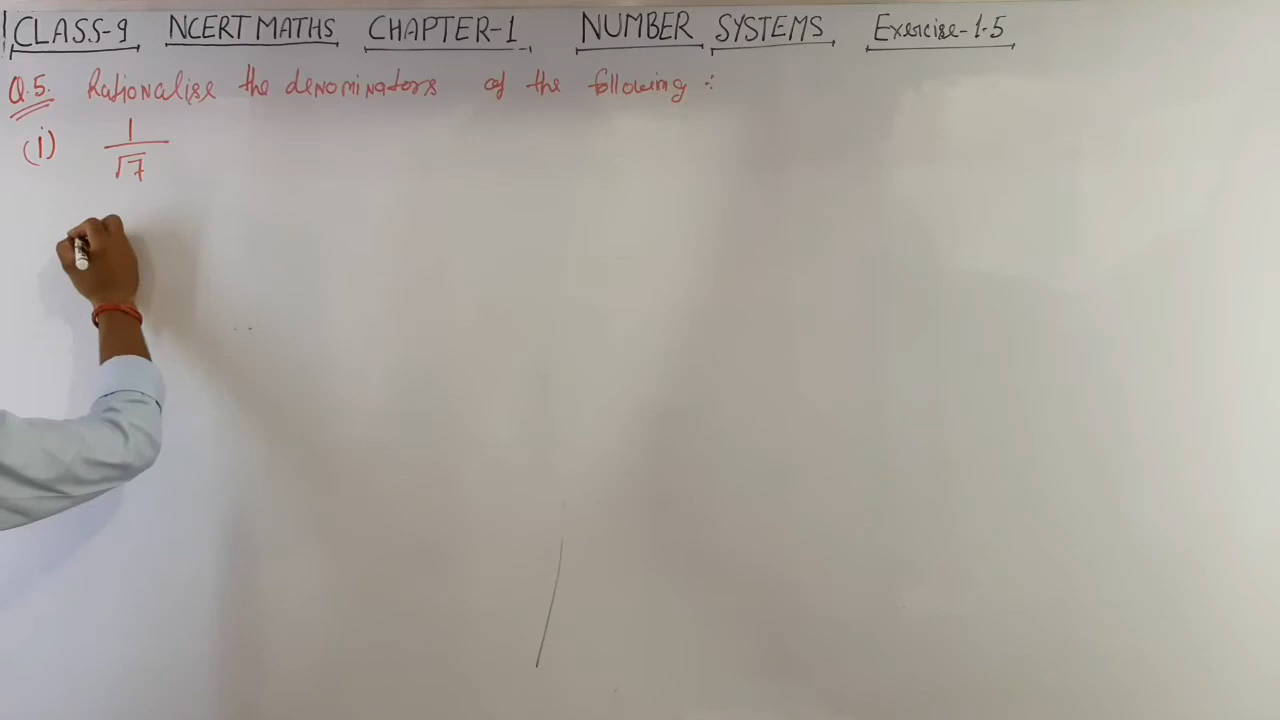 CLASS-9 NCERT MATHS CHAPTER-1 NUMBER SYSTEMS Exercise-1.5
Q.5. Rationalise the denominators of the following :
(i) 1/√7